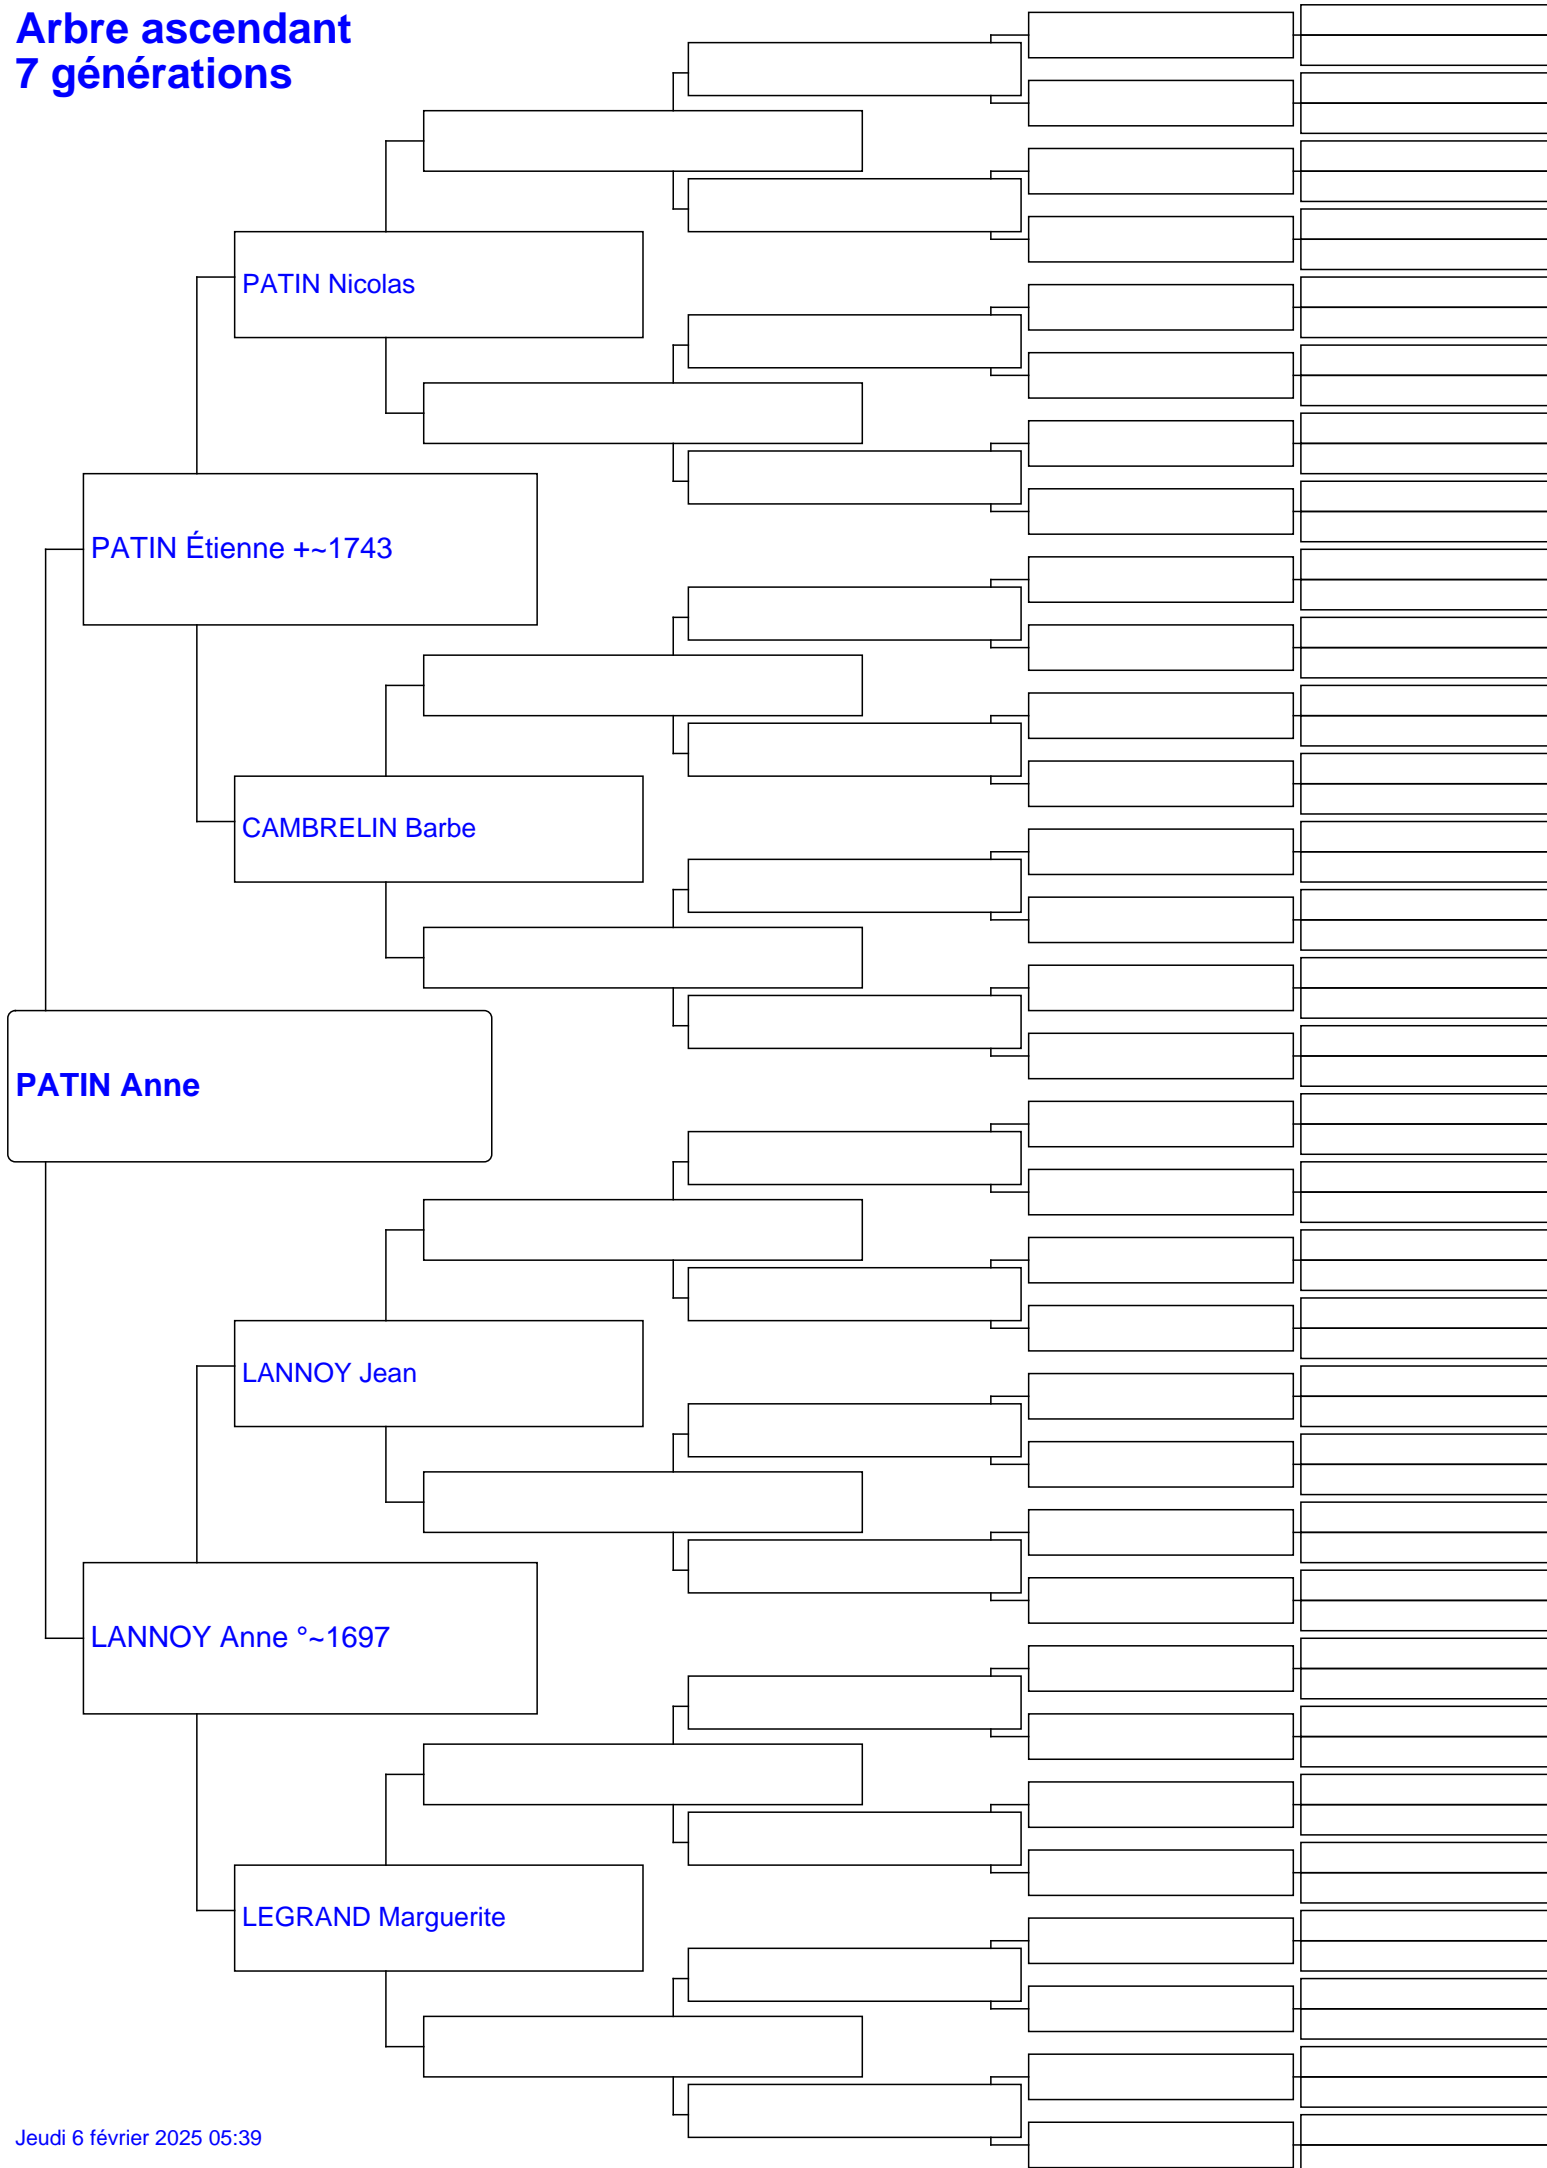 Arbre ascendant
7 générations
PATIN Nicolas
PATIN Étienne +~1743
CAMBRELIN Barbe
PATIN Anne
LANNOY Jean
LANNOY Anne °~1697
LEGRAND Marguerite
Jeudi 6 février 2025 05:39